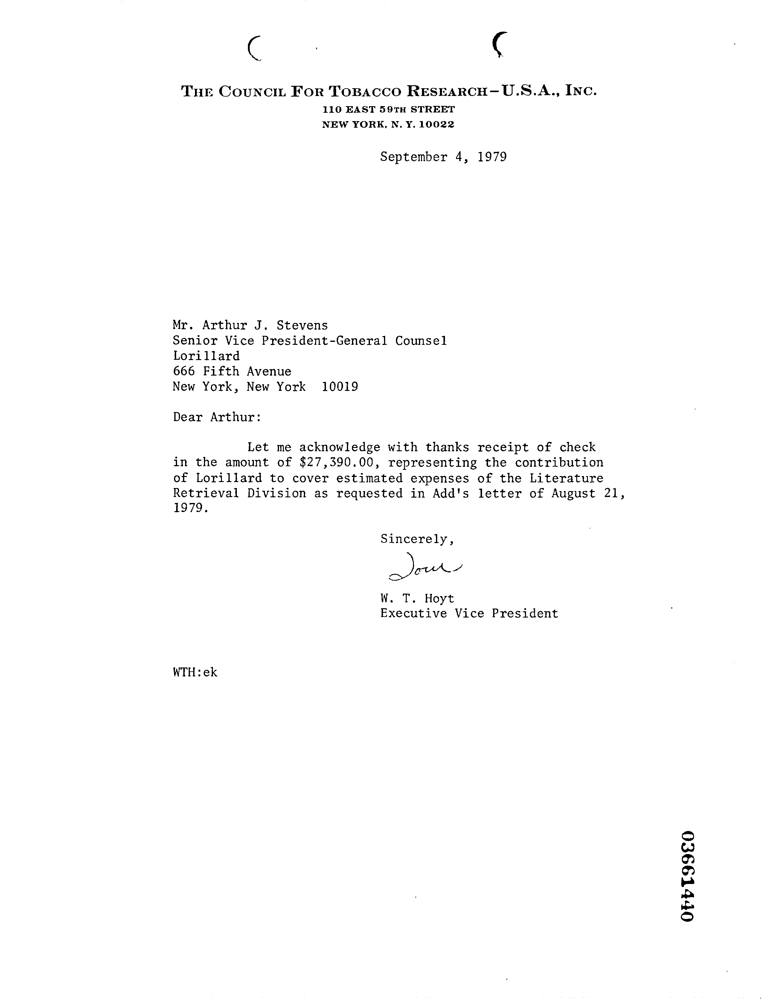 THE COUNCIL FOR TOBACCO RESEARCH-U.S.A., INC.
110 EAST 59TH STREET
NEW YORK, N. Y. 10022
September 4, 1979
Mr. Arthur J. Stevens
Senior Vice President-General Counsel
Lorillard
666 Fifth Avenue
New York, New York 10019
Dear Arthur:
Let me acknowledge with thanks receipt of check
in the amount of $27,390.00, representing the contribution
of Lorillard to cover estimated expenses of the Literature
Retrieval Division as requested in Add's letter of August 21,
1979.
Sincerely,
Tom
W. T. Hoyt
Executive Vice President
WTH:ek
03661440